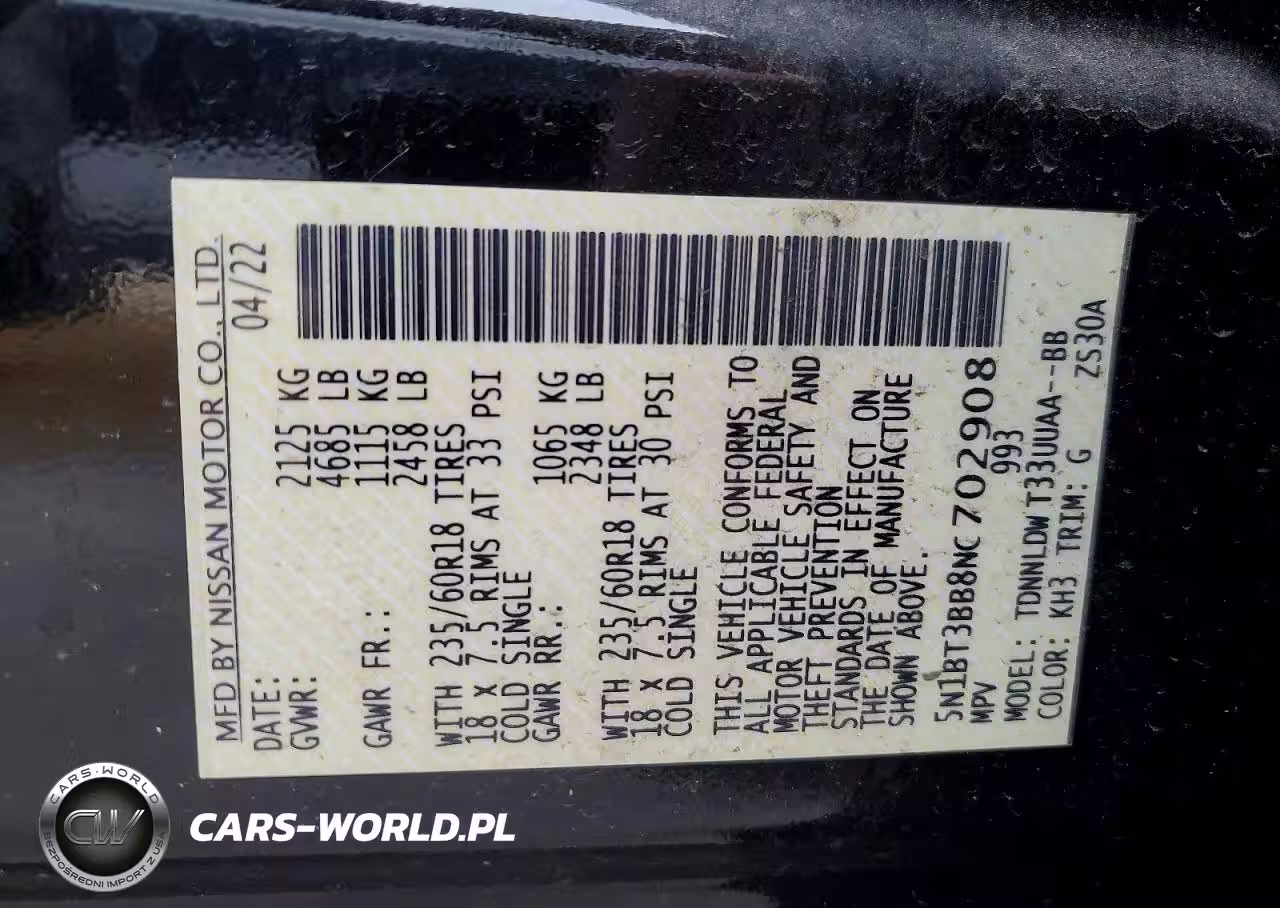 MFD BY NISSAN MOTOR CO., LTD.
DATE: 04/22
GVWR: 2125 KG
4685 LB
GAWR FR.: 1115 KG
2458 LB
WITH 235/60R18 TIRES
18 X 7.5 RIMS AT 33 PSI
COLD SINGLE
GAWR RR.: 1065 KG
2348 LB
WITH 235/60R18 TIRES
18 X 7.5 RIMS AT 30 PSI
COLD SINGLE
THIS VEHICLE CONFORMS TO
ALL APPLICABLE FEDERAL
MOTOR VEHICLE SAFETY AND
THEFT PREVENTION
STANDARDS IN EFFECT ON
THE DATE OF MANUFACTURE
SHOWN ABOVE.
5N1BT3BB8NC702908
MPV 993
MODEL: TDNNLDWT33UUAA--BB
COLOR: KH3 TRIM: G ZS30A
CARS-WORLD
CW
BEZPOŚREDNI IMPORT Z USA
CARS-WORLD.PL